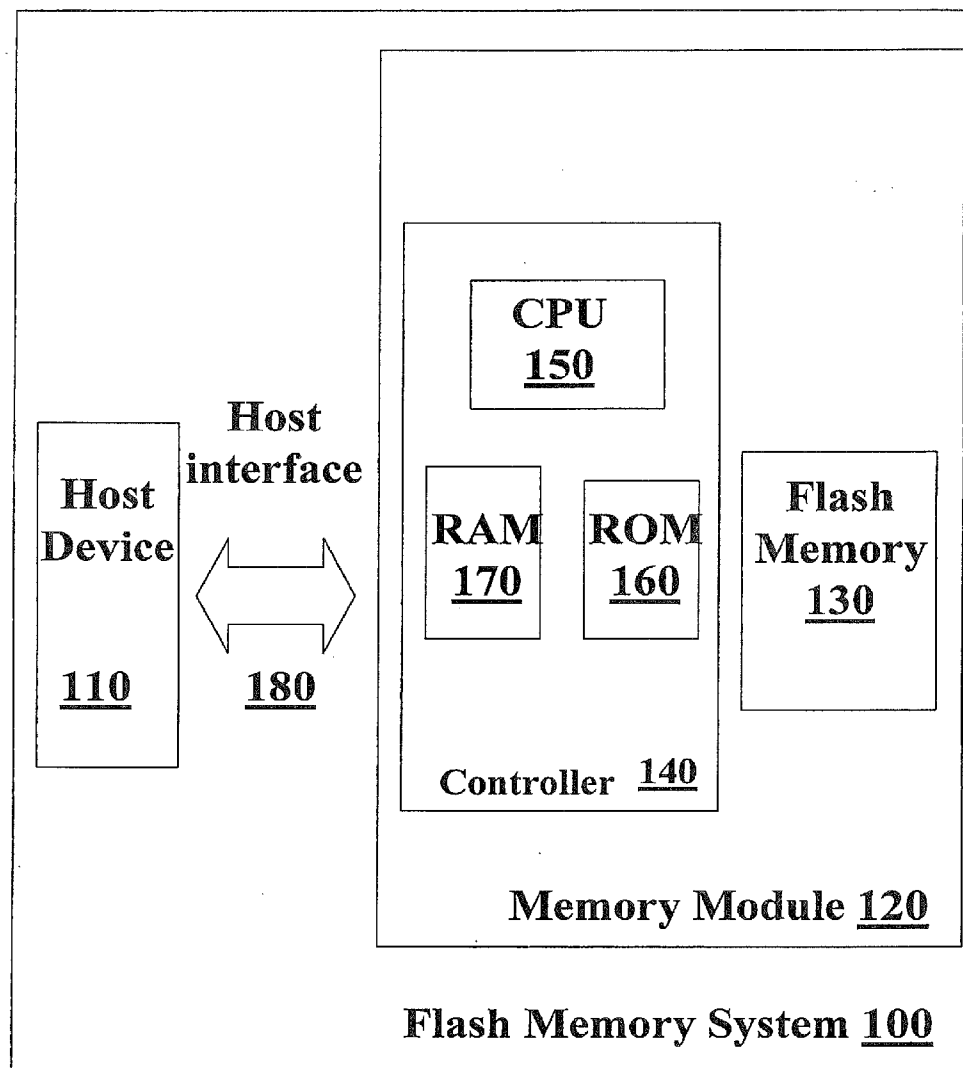 CPU
150
Host
interface
Host
Device
110
180
RAM
170
ROM
160
Flash
Memory
130
Controller 140
Memory Module 120
Flash Memory System 100